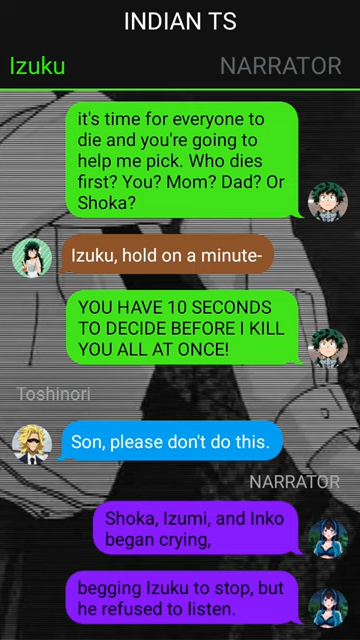 INDIAN TS
Izuku
NARRATOR
it's time for everyone to
die and you're going to
help me pick. Who dies
first? You? Mom? Dad? Or
Shoka?
Izuku, hold on a minute-
YOU HAVE 10 SECONDS
TO DECIDE BEFORE I KILL
YOU ALL AT ONCE!
Toshinori
Son, please don't do this.
NARRATOR
Shoka, Izumi, and Inko
began crying,
begging Izuku to stop, but
he refused to listen.